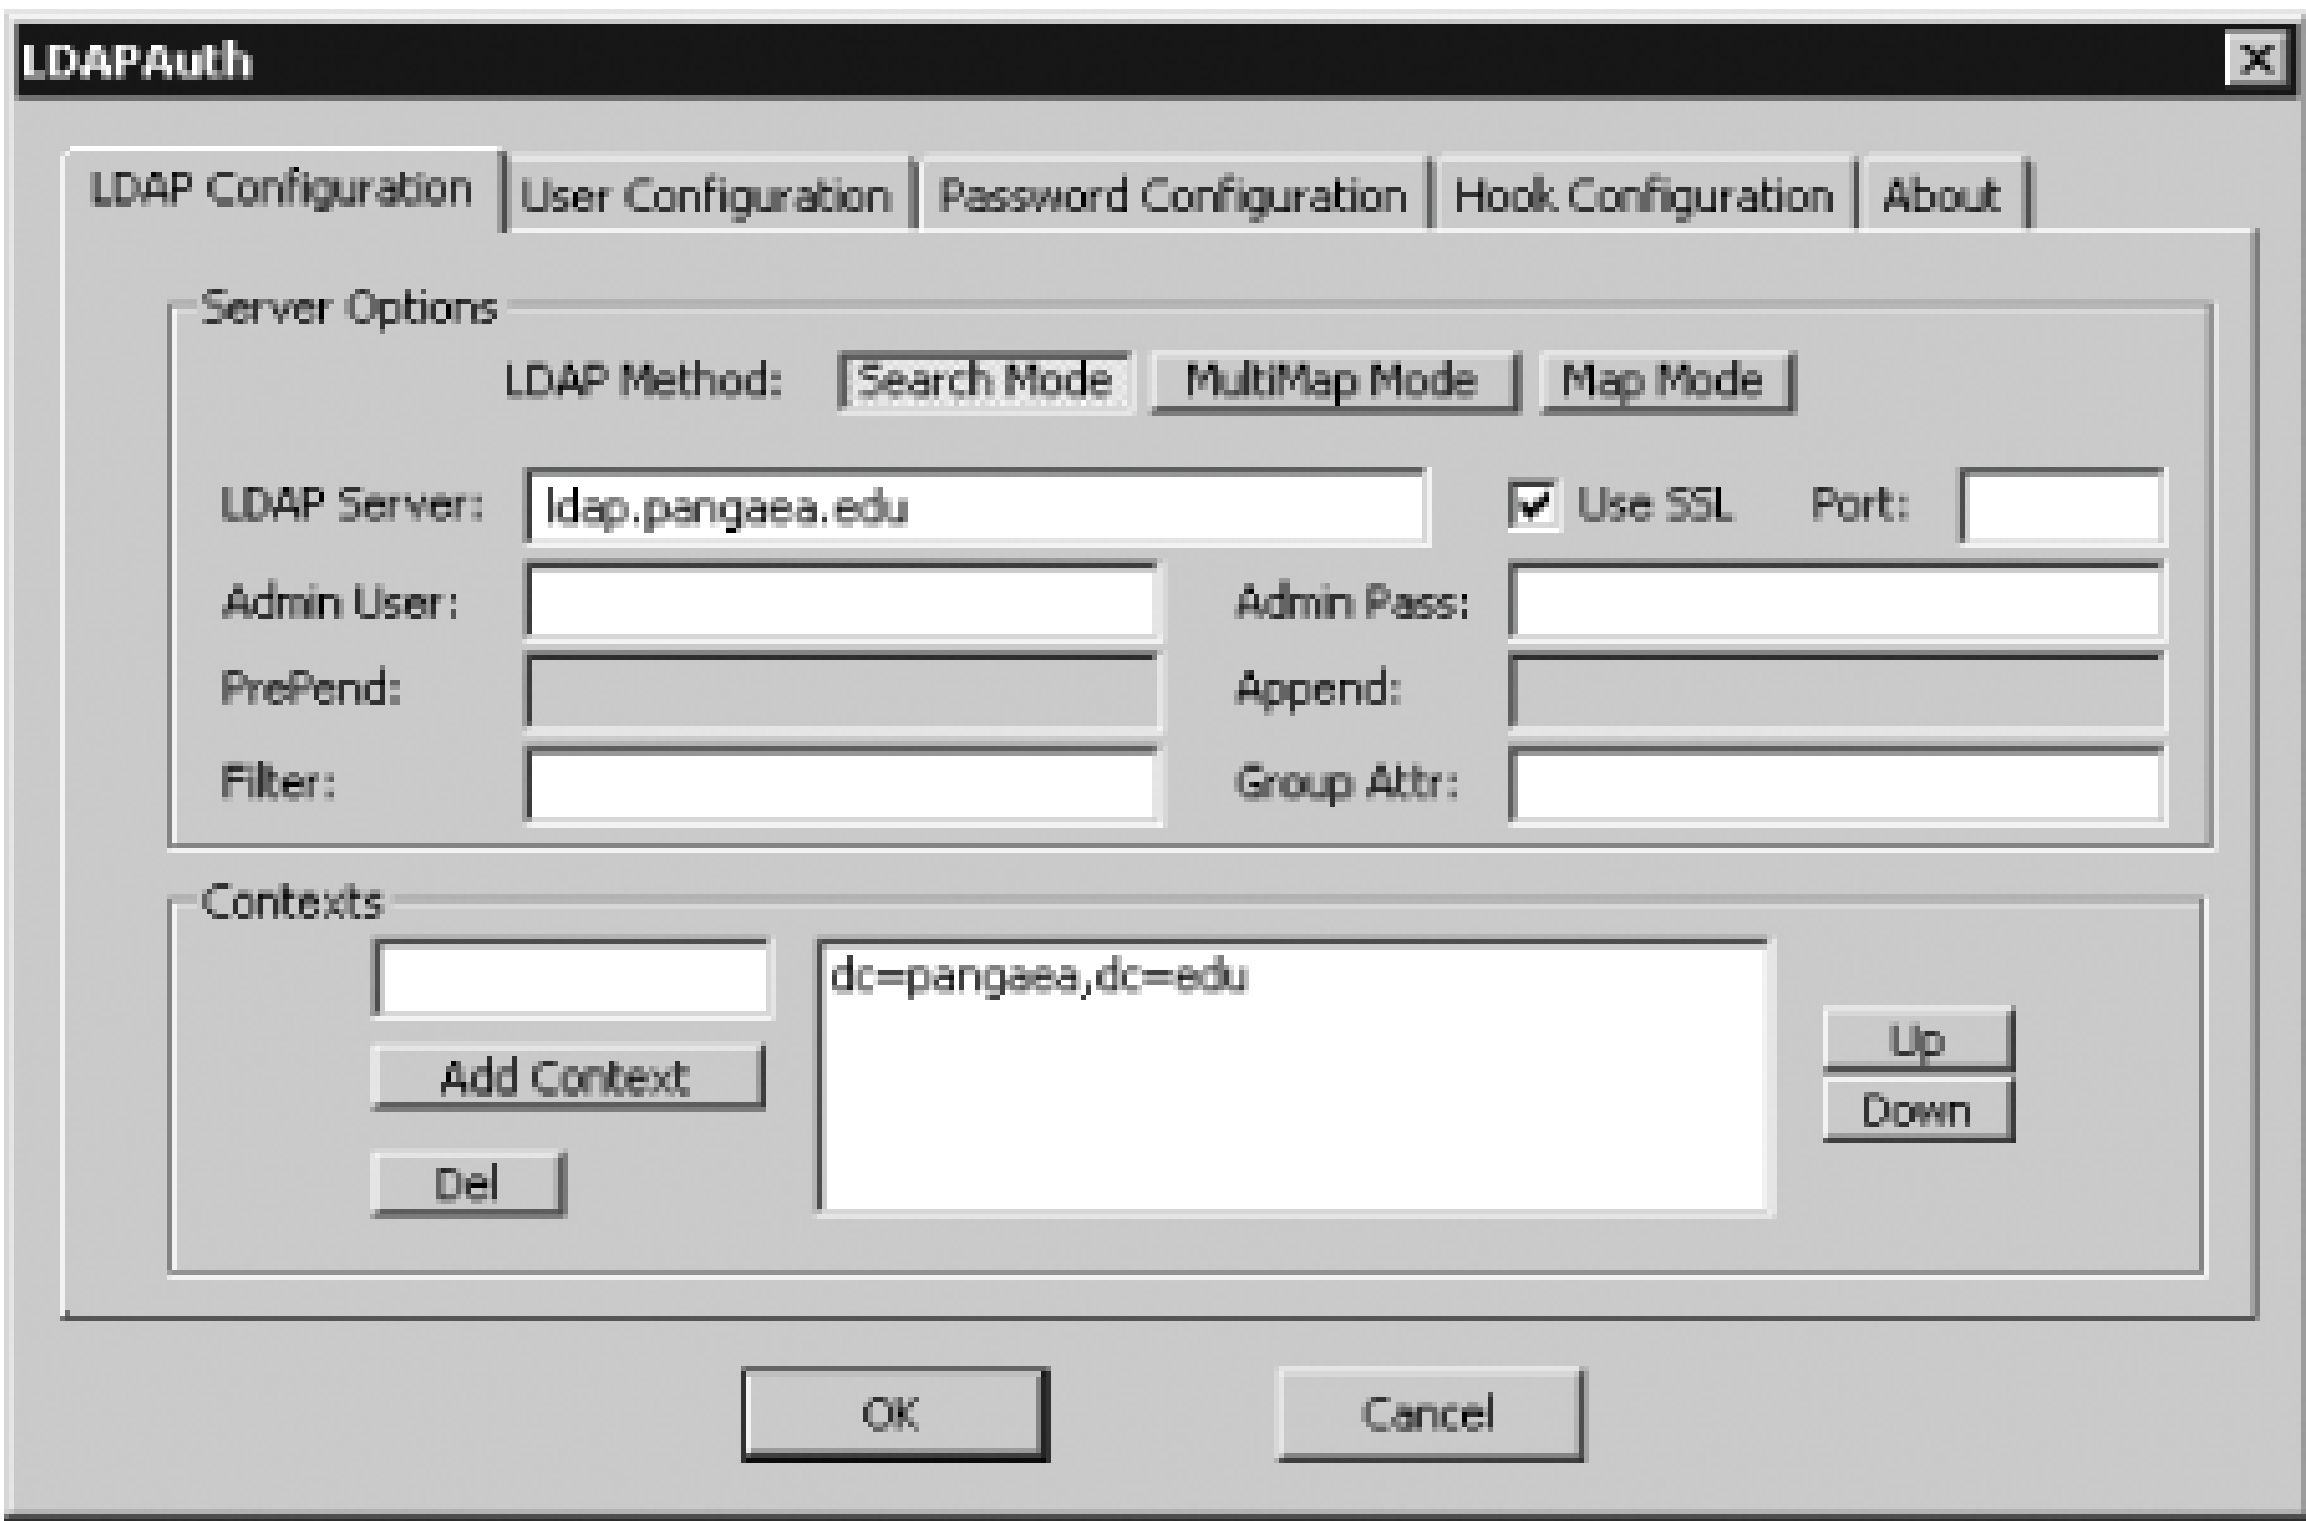 LDAPAuth
LDAP Configuration User Configuration Password Configuration Hook Configuration About
Server Options
LDAP Method: Search Mode MultiMap Mode Map Mode
LDAP Server: ldap.pangaea.edu Use SSL Port:
Admin User: Admin Pass:
PrePend: Append:
Filter: Group Attr:
Contexts
dc=pangaea,dc=edu
Up
Add Context
Down
Del
OK Cancel